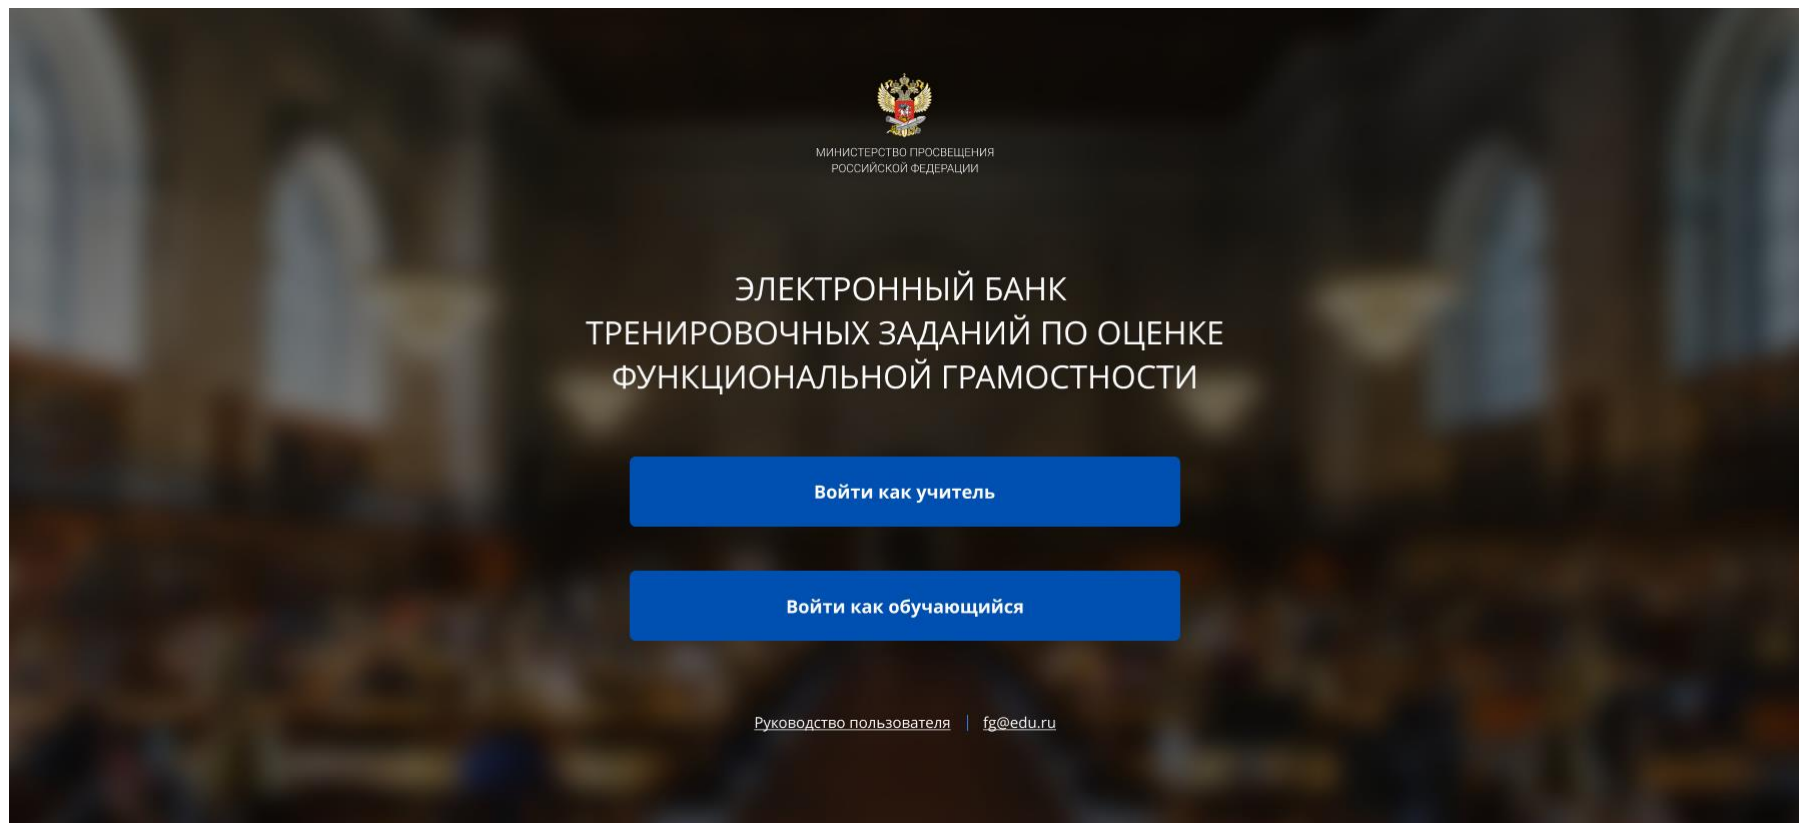 МИНИСТЕРСТВО ПРОСВЕЩЕНИЯ
РОССИЙСКОЙ ФЕДЕРАЦИИ
ЭЛЕКТРОННЫЙ БАНК
ТРЕНИРОВОЧНЫХ ЗАДАНИЙ ПО ОЦЕНКЕ
ФУНКЦИОНАЛЬНОЙ ГРАМОСТНОСТИ
Войти как учитель
Войти как обучающийся
Руководство пользователя | fg@edu.ru